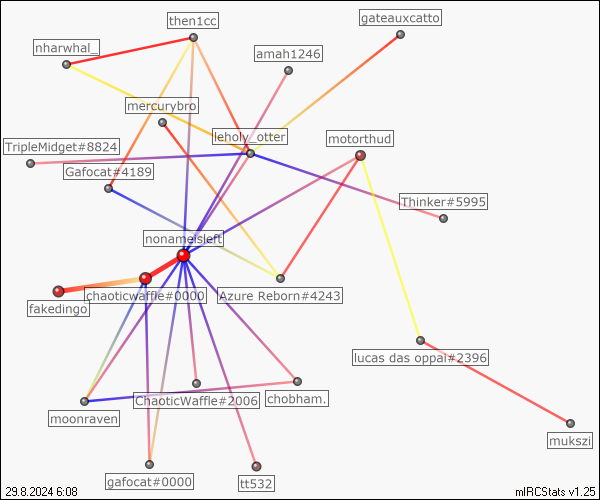 then1cc
gateauxcatto
nharwhal_
amah1246
mercurybro
leholy_otter
motorthud
TripleMidget#8824
Gafocat#4189
Thinker#5995
nonameisleft
chaoticwaffle#0000
Azure Reborn#4243
fakedingo
lucas das oppai#2396
ChaoticWaffle#2006
chobham.
moonraven
mukszi
gafocat#0000
tt532
29.8.2024 6:08
mIRCStats v1.25